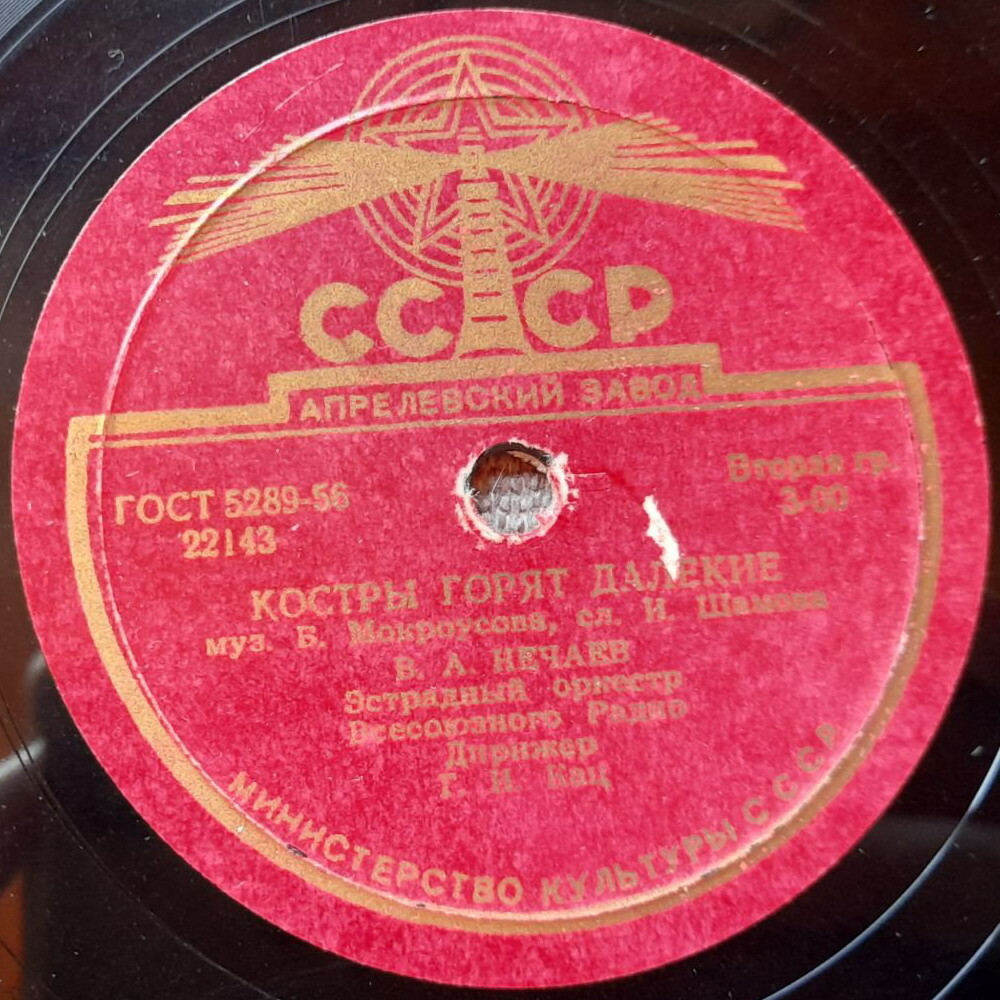 СССР
АПРЕЛЕВСКИЙ ЗАВОД
ГОСТ 5289-56
22143
Вторая гр.
3-00
КОСТРЫ ГОРЯТ ДАЛЕКИЕ
муз. Б. Мокроусова, сл. И. Шамова
В. А. НЕЧАЕВ
Эстрадный оркестр
Всесоюзного Радио
Дирижер
Г. И. Кац
МИНИСТЕРСТВО КУЛЬТУРЫ СССР